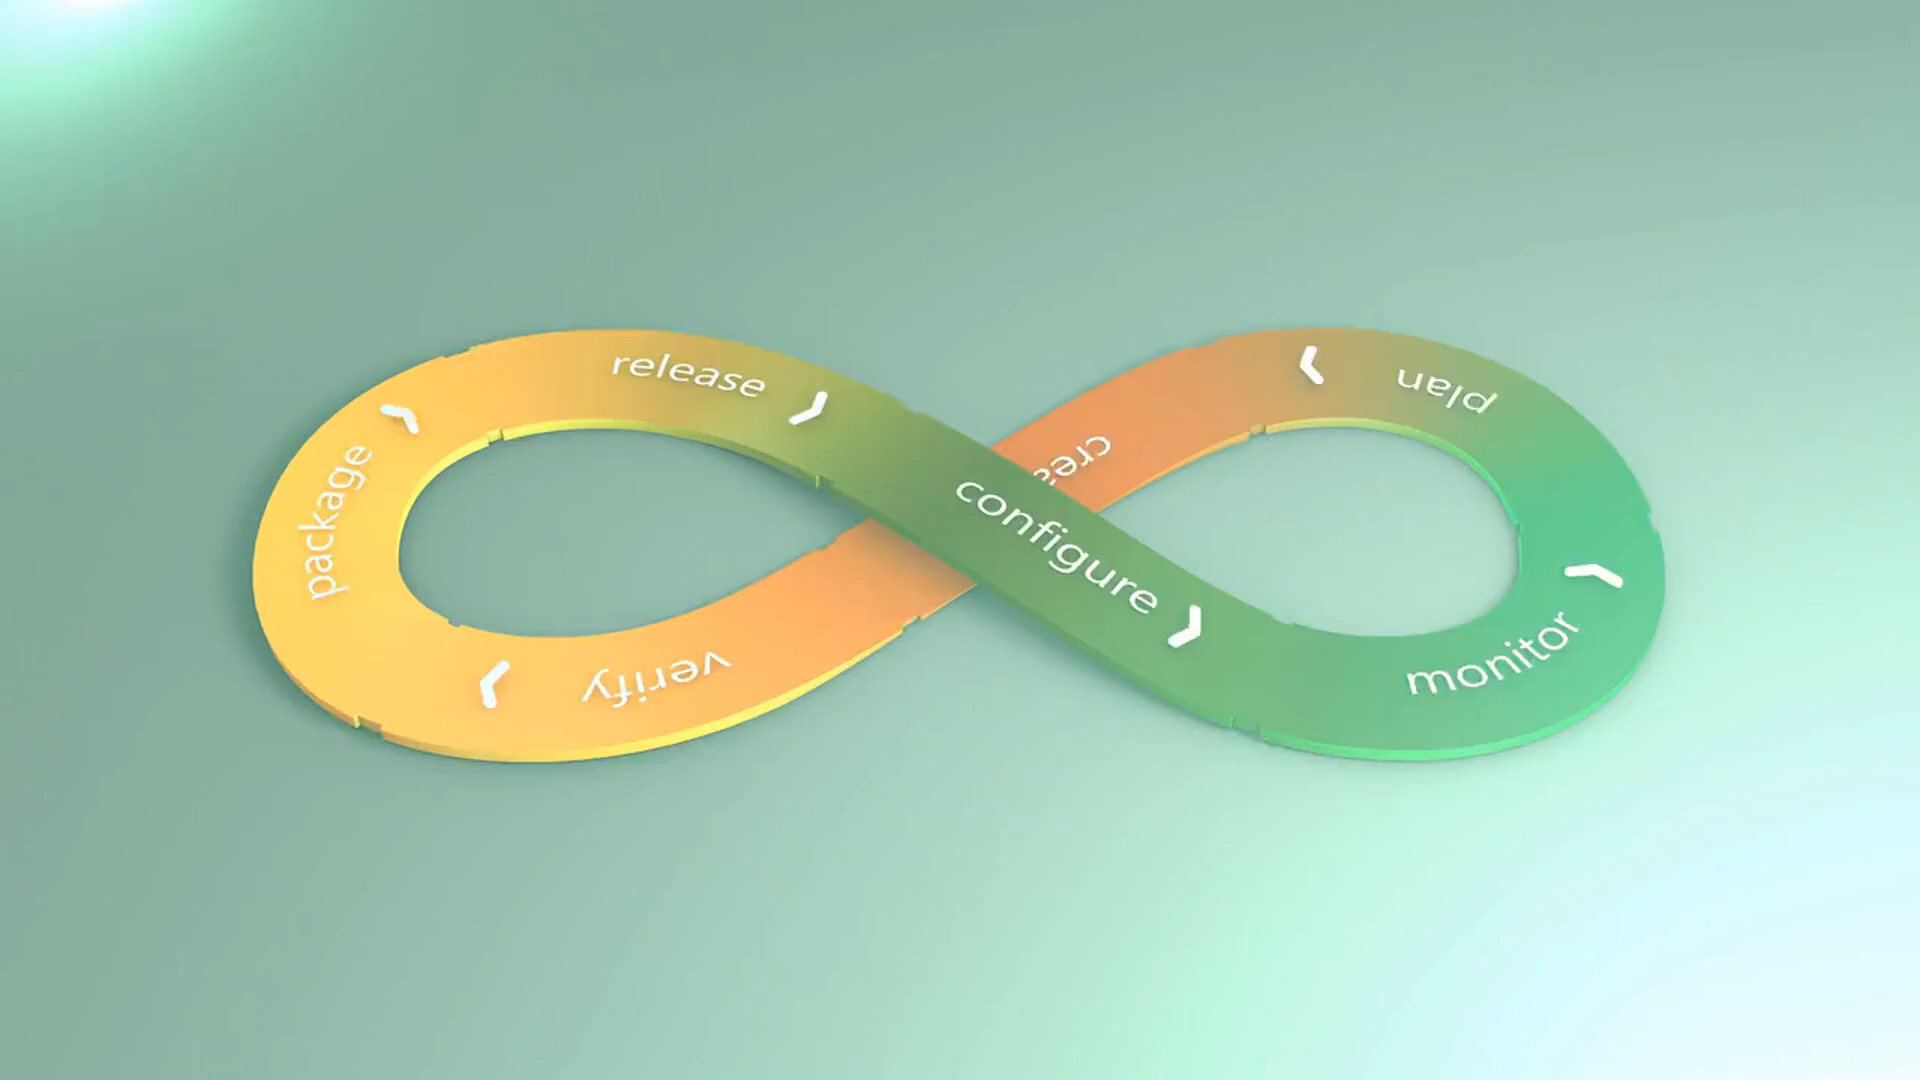 plan
verify
package
release
configure
monitor